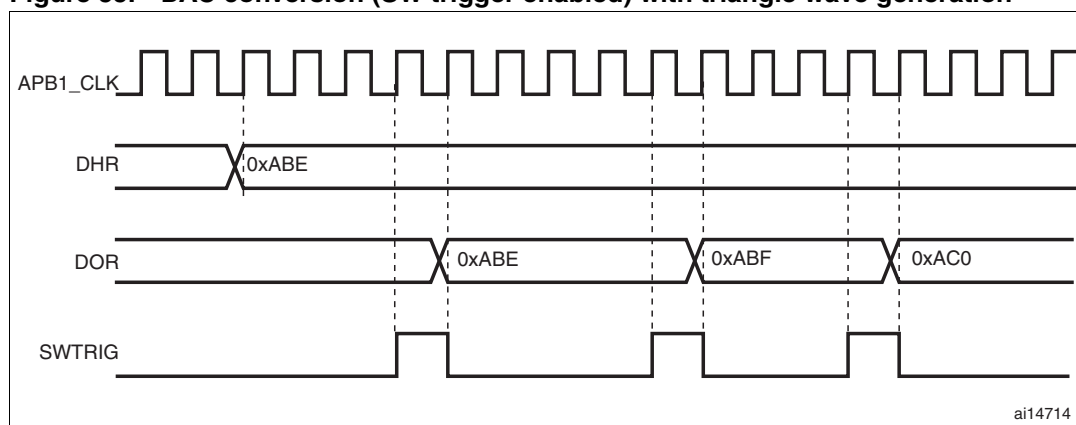 APB1_CLK
DHR
0xABE
DOR
0xABE
0xABF
0xAC0
SWTRIG
ai14714